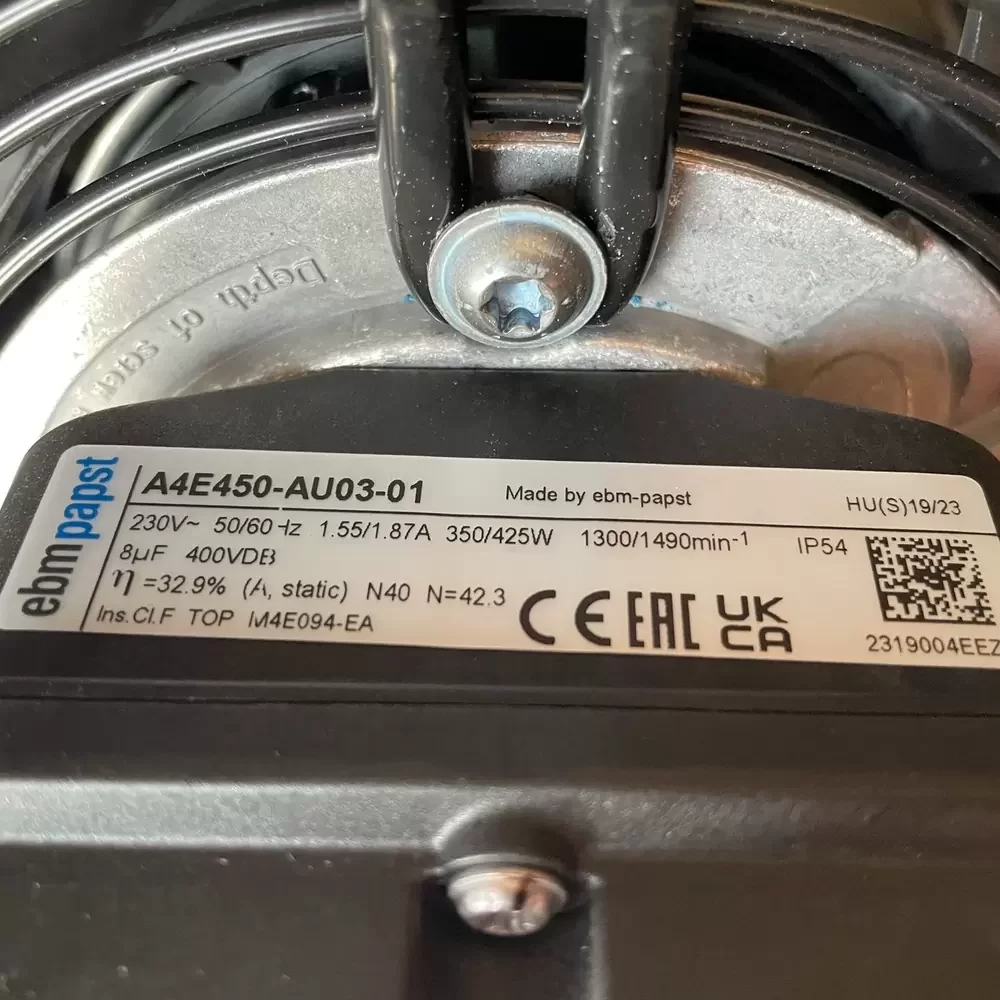 Depth of
ebmpapst
A4E450-AU03-01 Made by ebm-papst HU(S)19/23
230V~ 50/60Hz 1.55/1.87A 350/425W 1300/1490min-1 IP54
8µF 400VDB
η =32.9% (A, static) N40 N=42.3
Ins.Cl.F TOP M4E094-EA
CE EAC UK CA
2319004EEZ